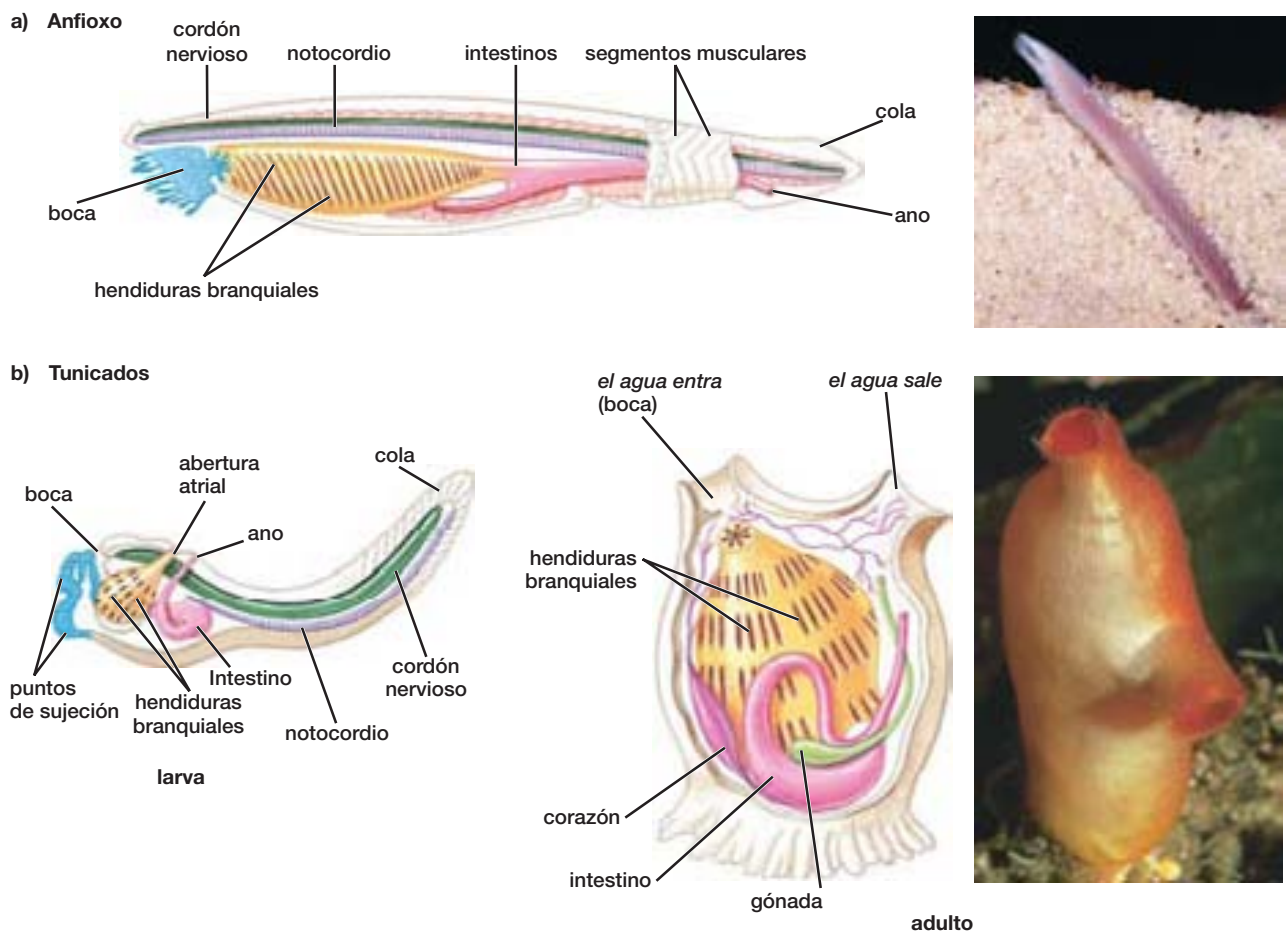 a) Anfioxo
cordón
nervioso
notocordio
intestinos
segmentos musculares
cola
boca
ano
hendiduras branquiales
b) Tunicados
el agua entra
(boca)
el agua sale
abertura
atrial
cola
boca
ano
hendiduras
branquiales
puntos
de sujeción
hendiduras
branquiales
Intestino
notocordio
cordón
nervioso
larva
corazón
intestino
gónada
adulto